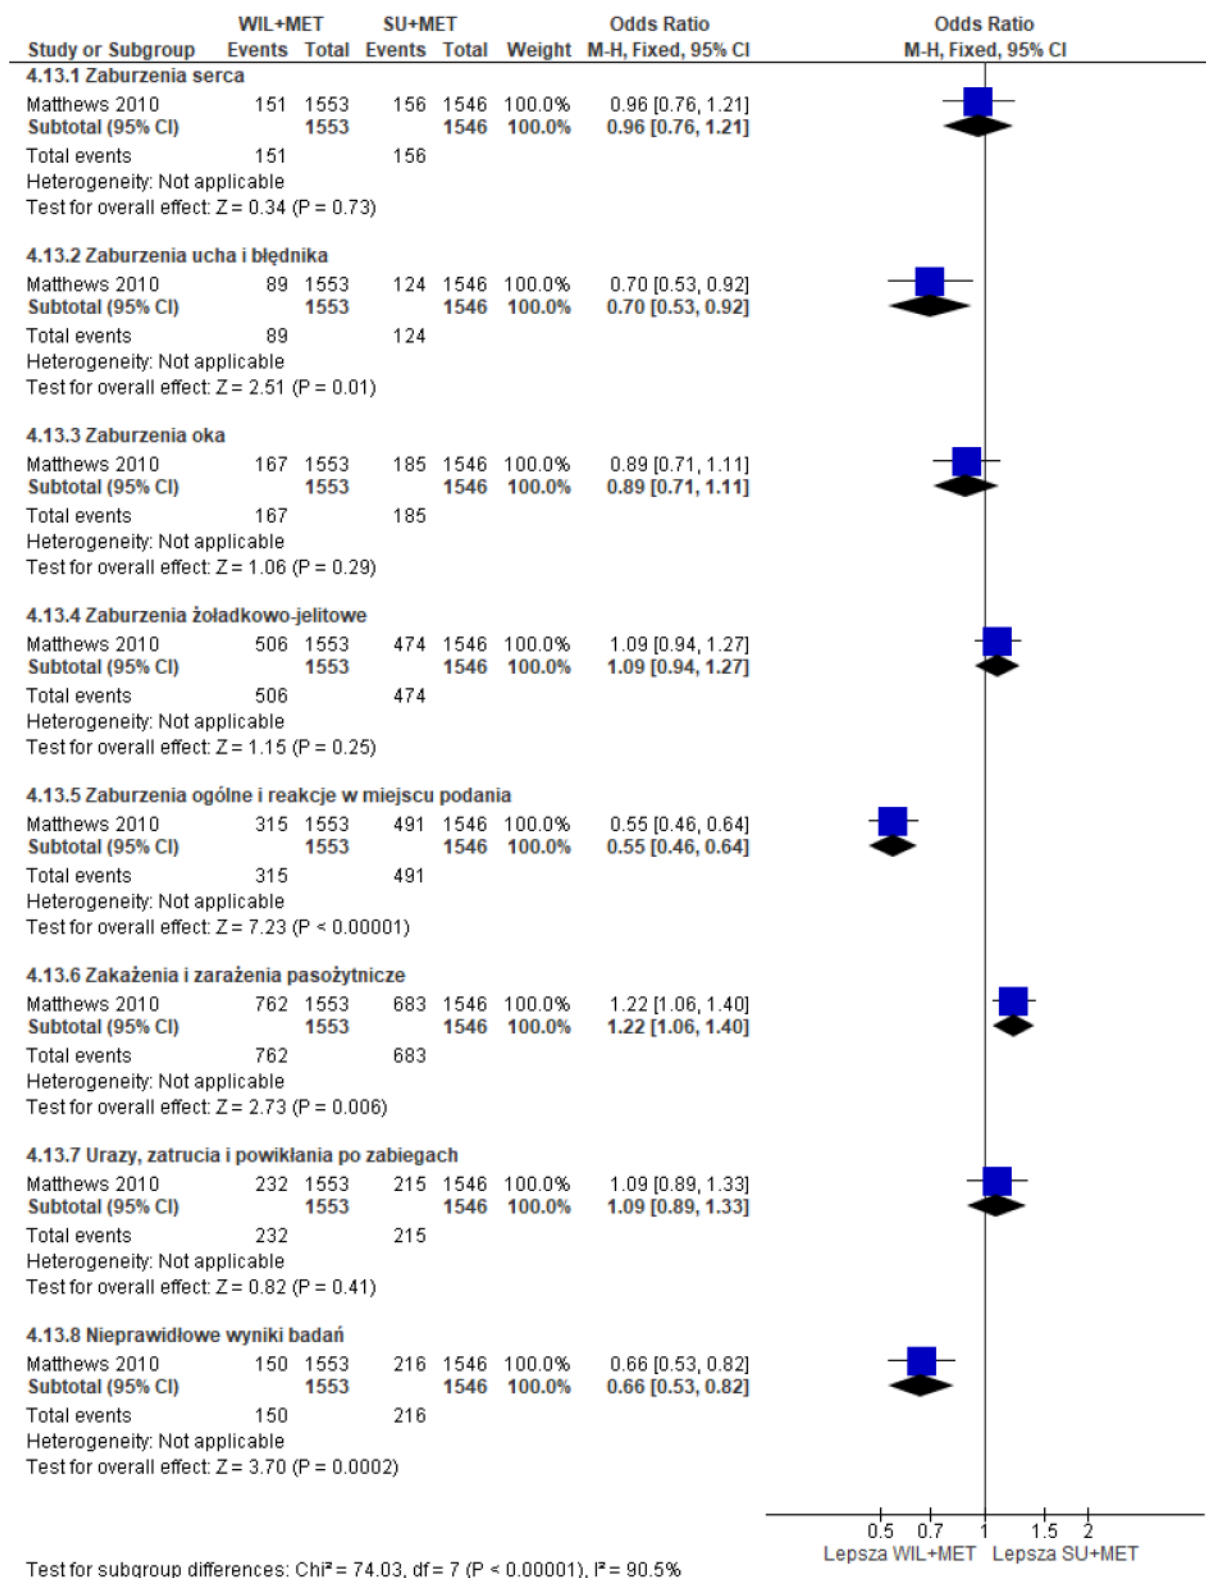 WIL+MET SU+MET Odds Ratio Odds Ratio
Study or Subgroup Events Total Events Total Weight M-H, Fixed, 95% CI M-H, Fixed, 95% CI
4.13.1 Zaburzenia serca
Matthews 2010 151 1553 156 1546 100.0% 0.96 [0.76, 1.21]
Subtotal (95% CI) 1553 1546 100.0% 0.96 [0.76, 1.21]
Total events 151 156
Heterogeneity: Not applicable
Test for overall effect: Z = 0.34 (P = 0.73)
4.13.2 Zaburzenia ucha i błędnika
Matthews 2010 89 1553 124 1546 100.0% 0.70 [0.53, 0.92]
Subtotal (95% CI) 1553 1546 100.0% 0.70 [0.53, 0.92]
Total events 89 124
Heterogeneity: Not applicable
Test for overall effect: Z = 2.51 (P = 0.01)
4.13.3 Zaburzenia oka
Matthews 2010 167 1553 185 1546 100.0% 0.89 [0.71, 1.11]
Subtotal (95% CI) 1553 1546 100.0% 0.89 [0.71, 1.11]
Total events 167 185
Heterogeneity: Not applicable
Test for overall effect: Z = 1.06 (P = 0.29)
4.13.4 Zaburzenia żoładkowo-jelitowe
Matthews 2010 506 1553 474 1546 100.0% 1.09 [0.94, 1.27]
Subtotal (95% CI) 1553 1546 100.0% 1.09 [0.94, 1.27]
Total events 506 474
Heterogeneity: Not applicable
Test for overall effect: Z = 1.15 (P = 0.25)
4.13.5 Zaburzenia ogólne i reakcje w miejscu podania
Matthews 2010 315 1553 491 1546 100.0% 0.55 [0.46, 0.64]
Subtotal (95% CI) 1553 1546 100.0% 0.55 [0.46, 0.64]
Total events 315 491
Heterogeneity: Not applicable
Test for overall effect: Z = 7.23 (P < 0.00001)
4.13.6 Zakażenia i zarażenia pasożytnicze
Matthews 2010 762 1553 683 1546 100.0% 1.22 [1.06, 1.40]
Subtotal (95% CI) 1553 1546 100.0% 1.22 [1.06, 1.40]
Total events 762 683
Heterogeneity: Not applicable
Test for overall effect: Z = 2.73 (P = 0.006)
4.13.7 Urazy, zatrucia i powikłania po zabiegach
Matthews 2010 232 1553 215 1546 100.0% 1.09 [0.89, 1.33]
Subtotal (95% CI) 1553 1546 100.0% 1.09 [0.89, 1.33]
Total events 232 215
Heterogeneity: Not applicable
Test for overall effect: Z = 0.82 (P = 0.41)
4.13.8 Nieprawidłowe wyniki badań
Matthews 2010 150 1553 216 1546 100.0% 0.66 [0.53, 0.82]
Subtotal (95% CI) 1553 1546 100.0% 0.66 [0.53, 0.82]
Total events 150 216
Heterogeneity: Not applicable
Test for overall effect: Z = 3.70 (P = 0.0002)
0.5 0.7 1 1.5 2
Lepsza WIL+MET Lepsza SU+MET
Test for subgroup differences: Chi² = 74.03, df = 7 (P < 0.00001), I² = 90.5%